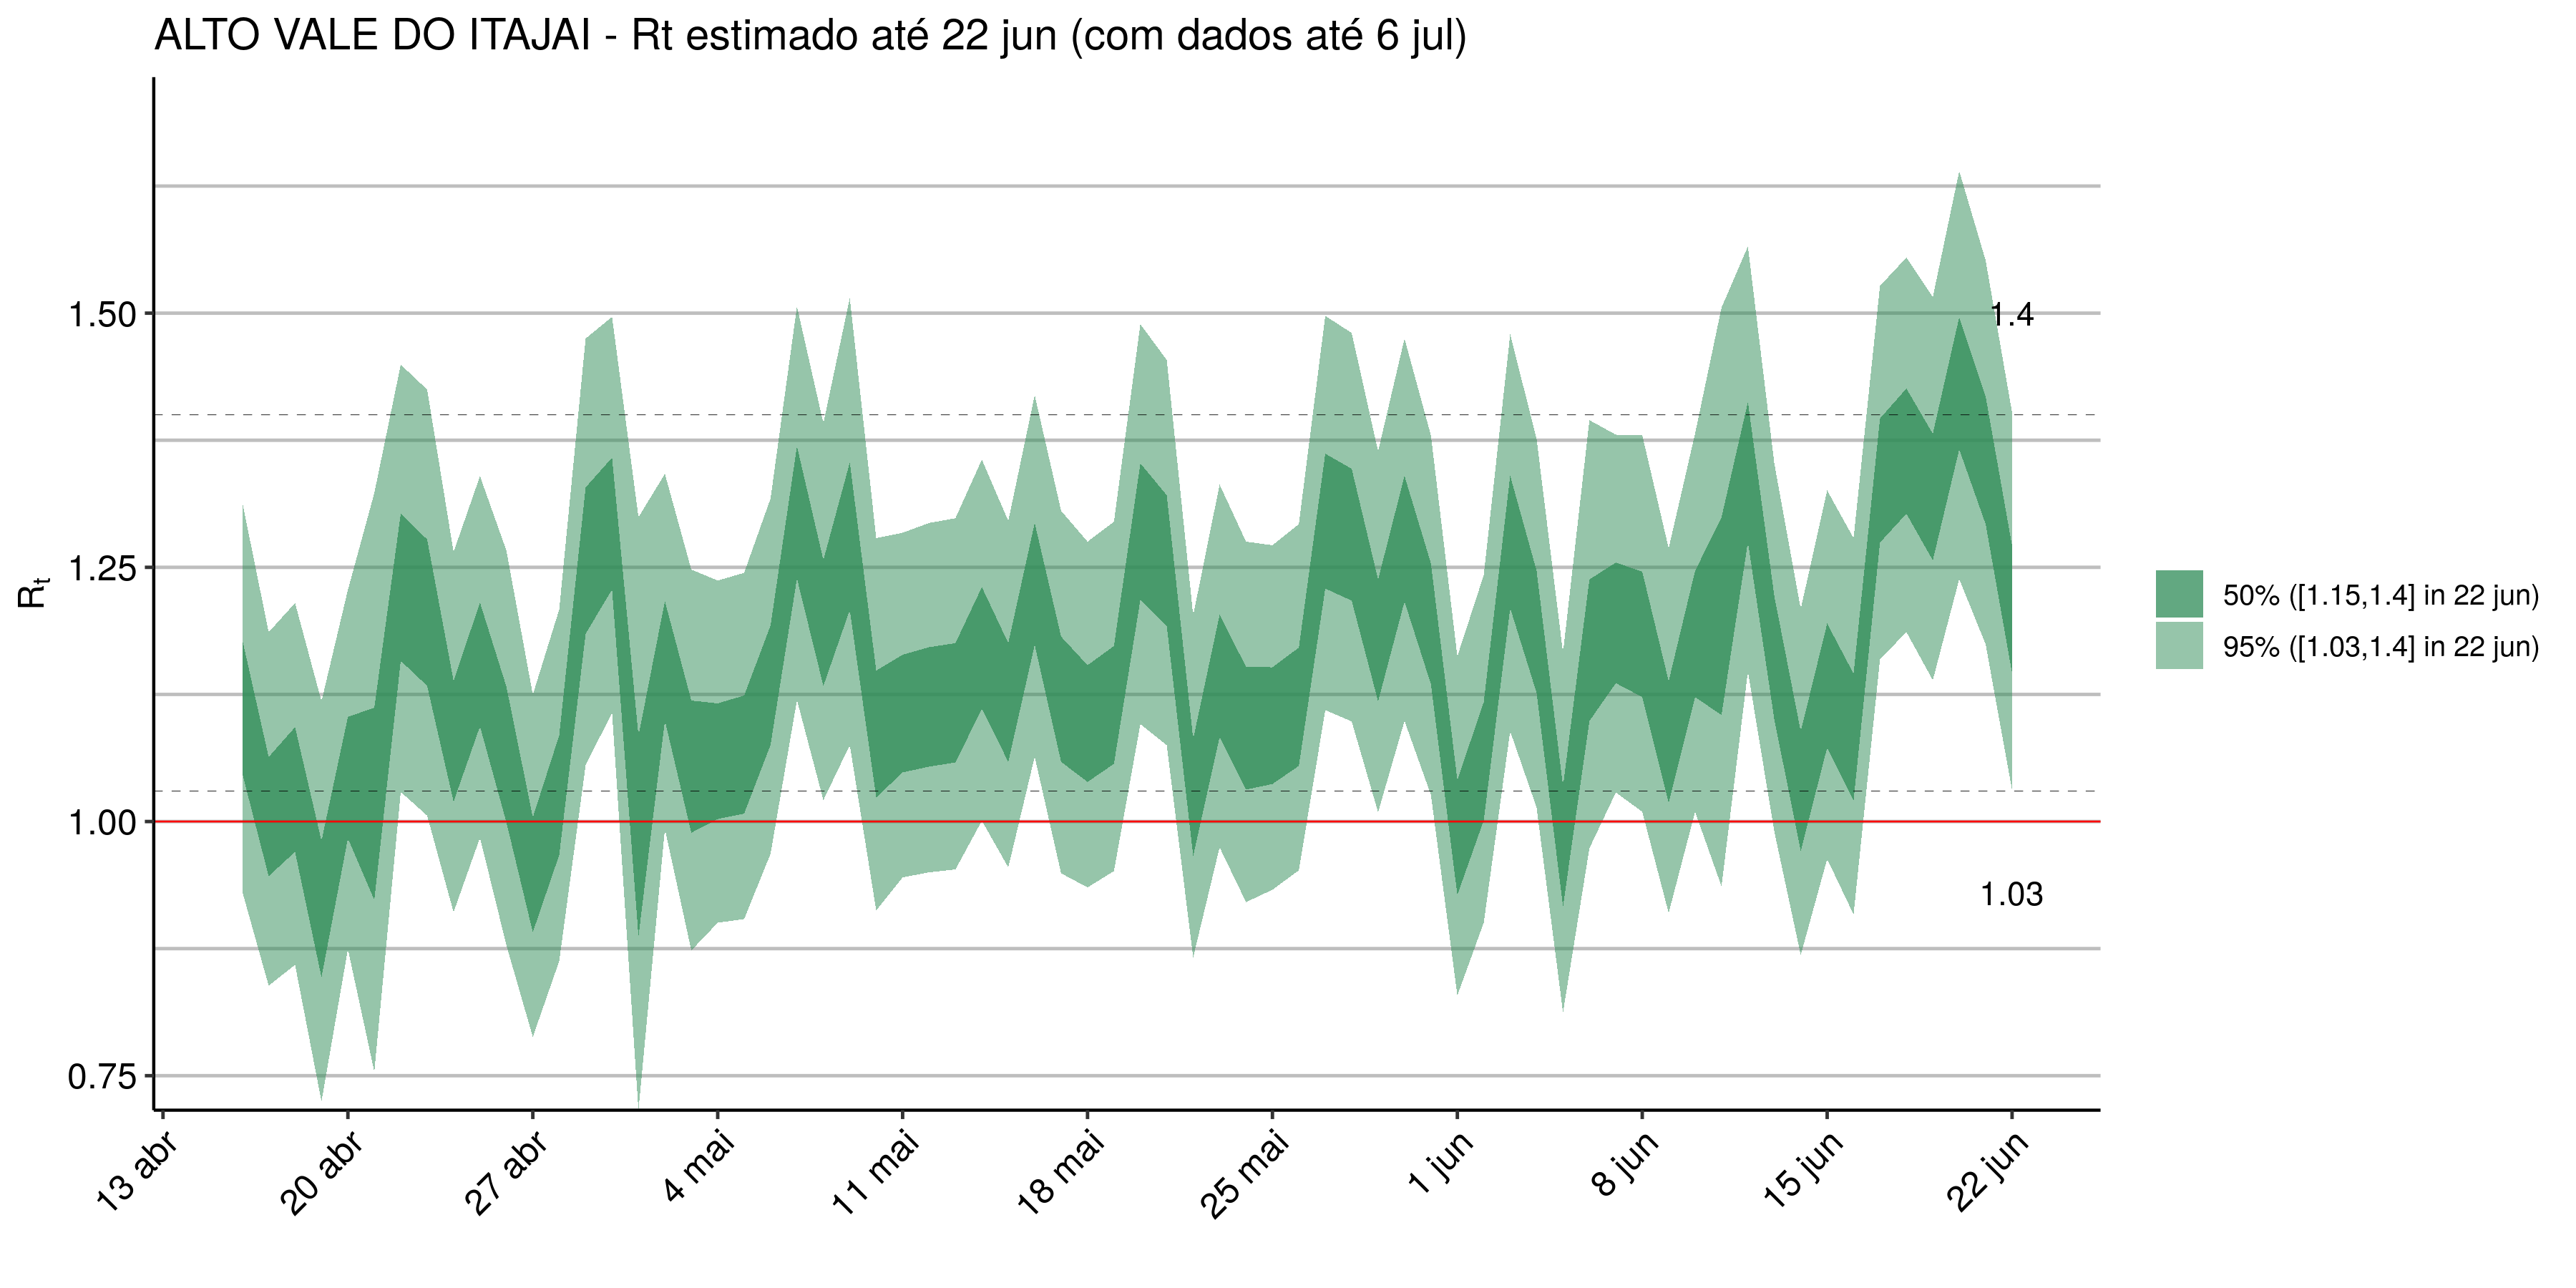 ALTO VALE DO ITAJAI - Rt estimado até 22 jun (com dados até 6 jul)
Rt
1.50
1.25
1.00
0.75
1.4
1.03
13 abr
20 abr
27 abr
4 mai
11 mai
18 mai
25 mai
1 jun
8 jun
15 jun
22 jun
50% ([1.15,1.4] in 22 jun)
95% ([1.03,1.4] in 22 jun)